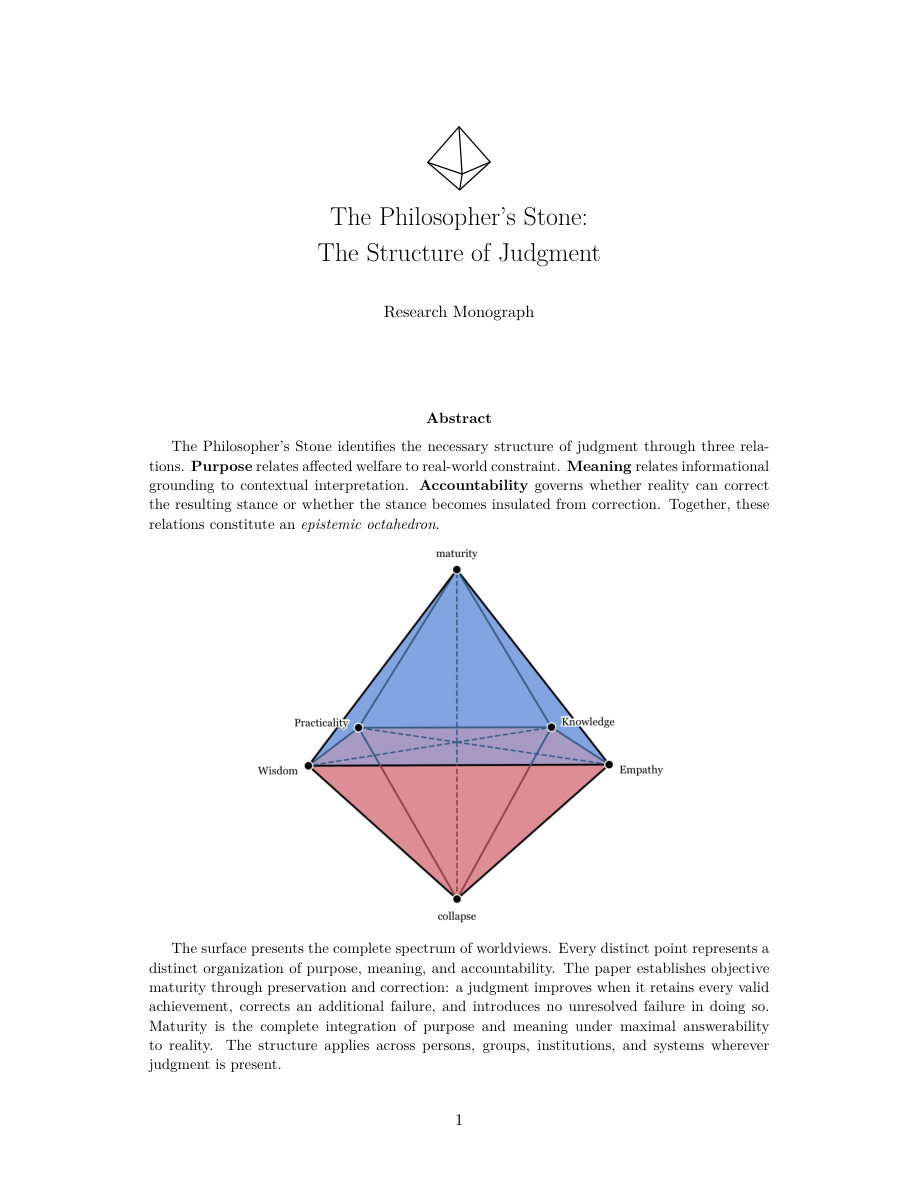 The Philosopher's Stone:
The Structure of Judgment
Research Monograph
Abstract
The Philosopher's Stone identifies the necessary structure of judgment through three rela-
tions. Purpose relates affected welfare to real-world constraint. Meaning relates informational
grounding to contextual interpretation. Accountability governs whether reality can correct
the resulting stance or whether the stance becomes insulated from correction. Together, these
relations constitute an epistemic octahedron.
maturity
Practicality
Knowledge
Wisdom
Empathy
collapse
The surface presents the complete spectrum of worldviews. Every distinct point represents a
distinct organization of purpose, meaning, and accountability. The paper establishes objective
maturity through preservation and correction: a judgment improves when it retains every valid
achievement, corrects an additional failure, and introduces no unresolved failure in doing so.
Maturity is the complete integration of purpose and meaning under maximal answerability
to reality. The structure applies across persons, groups, institutions, and systems wherever
judgment is present.
1